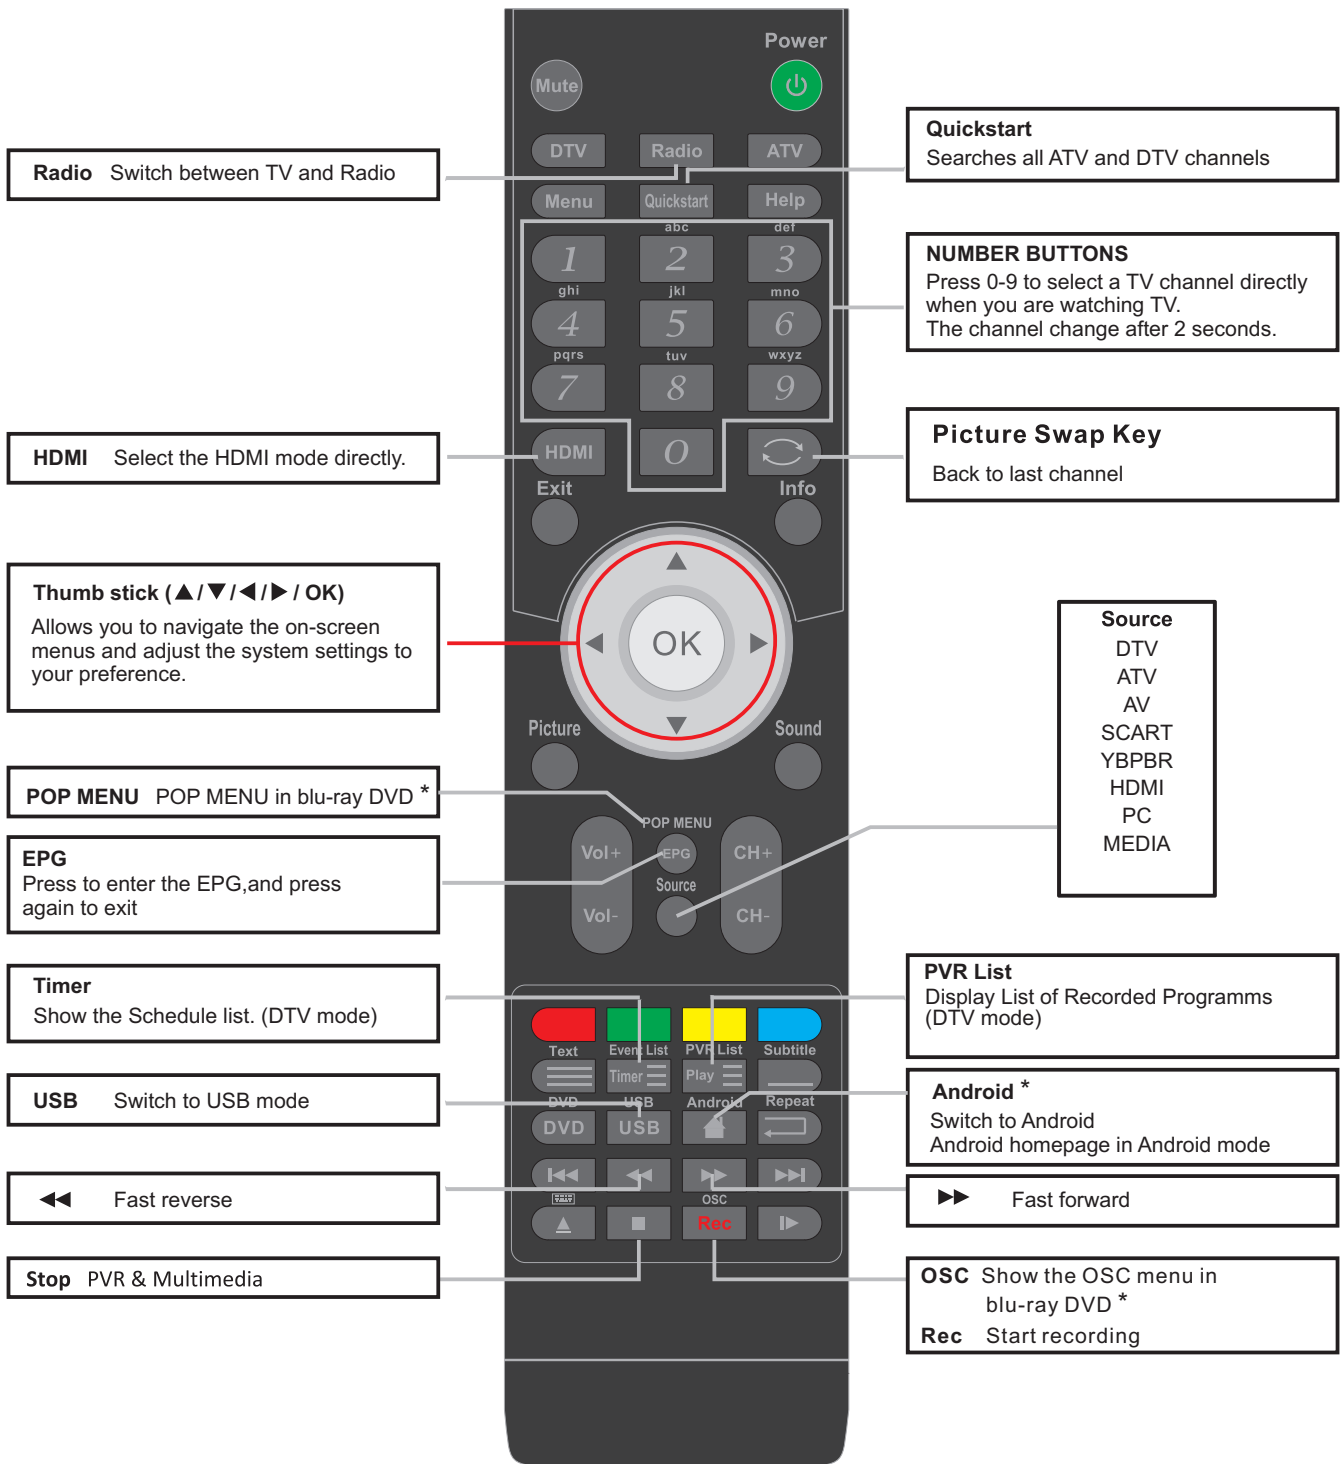 Power
Mute
DTV Radio ATV
Menu Quickstart Help
abc def
1 2 3
ghi jkl mno
4 5 6
pqrs tuv wxyz
7 8 9
HDMI 0
Exit Info
OK
Picture Sound
POP MENU
Vol+ EPG CH+
Source
Vol- CH-
Text Event List PVR List Subtitle
Timer Play
DVD USB Android Repeat
DVD USB
OSC
Rec
Radio Switch between TV and Radio
HDMI Select the HDMI mode directly.
Thumb stick (▲/▼/◀/▶ / OK)
Allows you to navigate the on-screen
menus and adjust the system settings to
your preference.
POP MENU POP MENU in blu-ray DVD *
EPG
Press to enter the EPG,and press
again to exit
Timer
Show the Schedule list. (DTV mode)
USB Switch to USB mode
◀◀ Fast reverse
Stop PVR & Multimedia
Quickstart
Searches all ATV and DTV channels
NUMBER BUTTONS
Press 0-9 to select a TV channel directly
when you are watching TV.
The channel change after 2 seconds.
Picture Swap Key
Back to last channel
Source
DTV
ATV
AV
SCART
YBPBR
HDMI
PC
MEDIA
PVR List
Display List of Recorded Programms
(DTV mode)
Android *
Switch to Android
Android homepage in Android mode
▶▶ Fast forward
OSC Show the OSC menu in
blu-ray DVD *
Rec Start recording